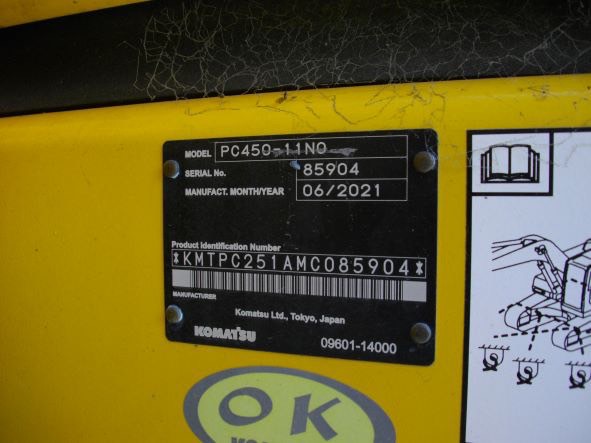 MODEL PC450-11N0
SERIAL No. 85904
MANUFACT. MONTH/YEAR 06/2021
Product Identification Number
*KMTPC251AMC085904*
MANUFACTURER
Komatsu Ltd., Tokyo, Japan
KOMATSU
09601-14000
OK